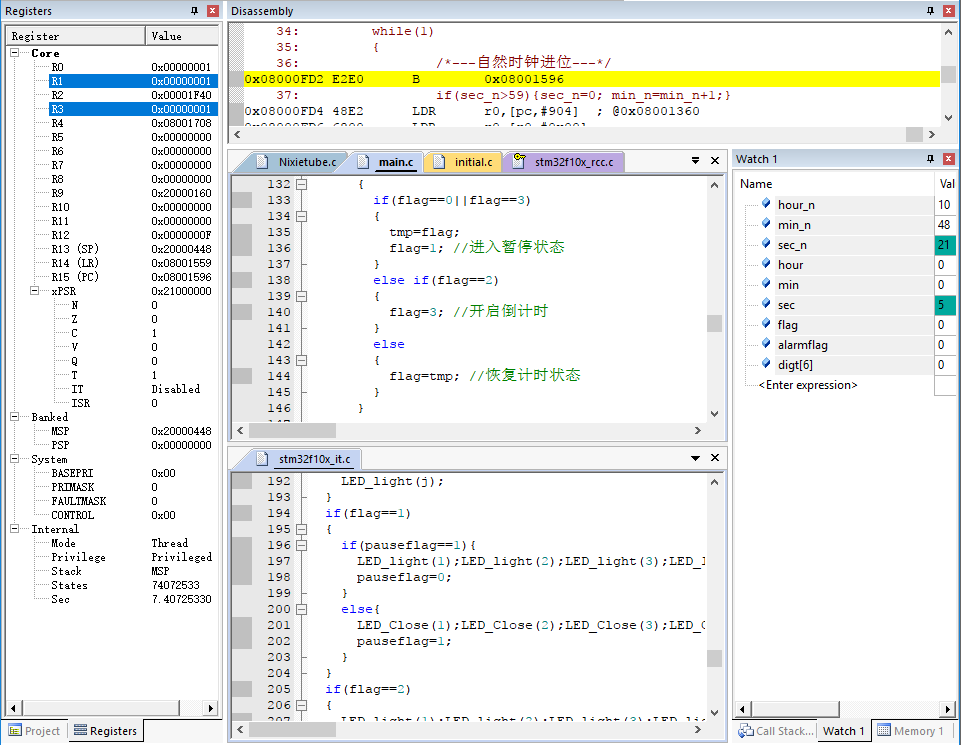 Registers
Register Value
Core
R0 0x00000001
R1 0x00000001
R2 0x00001F40
R3 0x00000001
R4 0x08001708
R5 0x00000000
R6 0x00000000
R7 0x00000000
R8 0x00000000
R9 0x20000160
R10 0x00000000
R11 0x00000000
R12 0x0000000F
R13 (SP) 0x20000448
R14 (LR) 0x08001559
R15 (PC) 0x08001596
xPSR 0x21000000
N 0
Z 0
C 1
V 0
Q 0
T 1
IT Disabled
ISR 0
Banked
MSP 0x20000448
PSP 0x00000000
System
BASEPRI 0x00
PRIMASK 0
FAULTMASK 0
CONTROL 0x00
Internal
Mode Thread
Privilege Privileged
Stack MSP
States 74072533
Sec 7.40725330
Project Registers
Disassembly
34: while(1)
35: {
36: /*---自然时钟进位---*/
0x08000FD2 E2E0 B 0x08001596
37: if(sec_n>59){sec_n=0; min_n=min_n+1;}
0x08000FD4 48E2 LDR r0,[pc,#904] ; @0x08001360
Nixietube.c main.c initial.c stm32f10x_rcc.c
132 {
133 if(flag==0||flag==3)
134 {
135 tmp=flag;
136 flag=1; //进入暂停状态
137 }
138 else if(flag==2)
139 {
140 flag=3; //开启倒计时
141 }
142 else
143 {
144 flag=tmp; //恢复计时状态
145 }
146 }
stm32f10x_it.c
192 LED_light(j);
193 }
194 if(flag==1)
195 {
196 if(pauseflag==1){
197 LED_light(1);LED_light(2);LED_light(3);LED_l
198 pauseflag=0;
199 }
200 else{
201 LED_Close(1);LED_Close(2);LED_Close(3);LED_C
202 pauseflag=1;
203 }
204 }
205 if(flag==2)
206 {
207 LED_light(1);LED_light(2);LED_light(3);LED_li
Watch 1
Name Val
hour_n 10
min_n 48
sec_n 21
hour 0
min 0
sec 5
flag 0
alarmflag 0
digt[6] 0
<Enter expression>
Call Stack... Watch 1 Memory 1